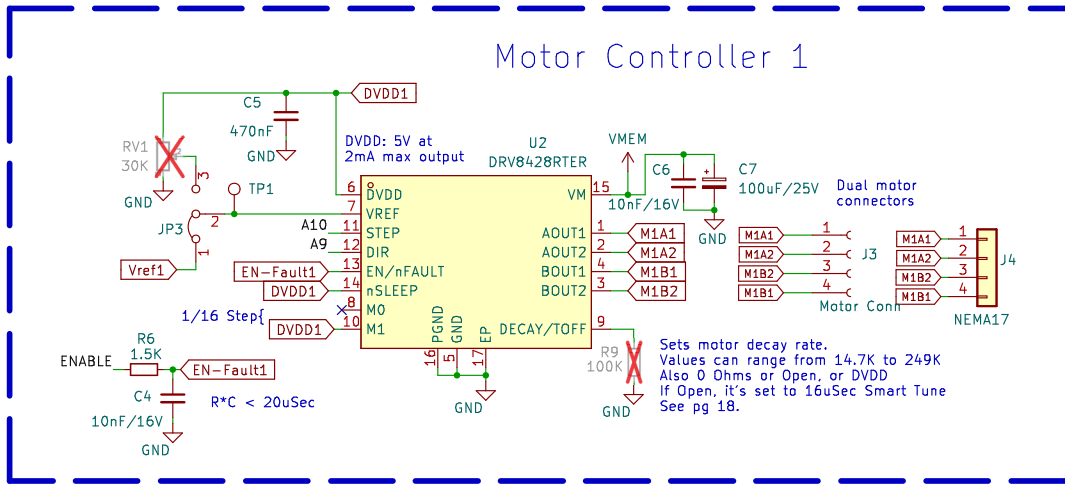 Motor Controller 1
DVDD1
C5
470nF
GND
RV1
30K
GND
3
TP1
JP3
2
1
Vref1
DVDD: 5V at
2mA max output
U2
DRV8428RTER
6
DVDD
7
VREF
A10
11
STEP
A9
12
DIR
EN-Fault1
13
EN/nFAULT
DVDD1
14
nSLEEP
8
M0
1/16 Step{
DVDD1
10
M1
VM
15
AOUT1
1
M1A1
AOUT2
2
M1A2
BOUT1
4
M1B1
BOUT2
3
M1B2
DECAY/TOFF
9
PGND
GND
EP
16
5
17
GND
VMEM
C6
10nF/16V
C7
100uF/25V
GND
Dual motor
connectors
M1A1
1
M1A2
2
J3
M1B2
3
M1B1
4
Motor Conn
M1A1
1
M1A2
2
J4
M1B2
3
M1B1
4
NEMA17
R9
100K
GND
Sets motor decay rate.
Values can range from 14.7K to 249K
Also 0 Ohms or Open, or DVDD
If Open, it's set to 16uSec Smart Tune
See pg 18.
R6
1.5K
ENABLE
EN-Fault1
C4
10nF/16V
R*C < 20uSec
GND